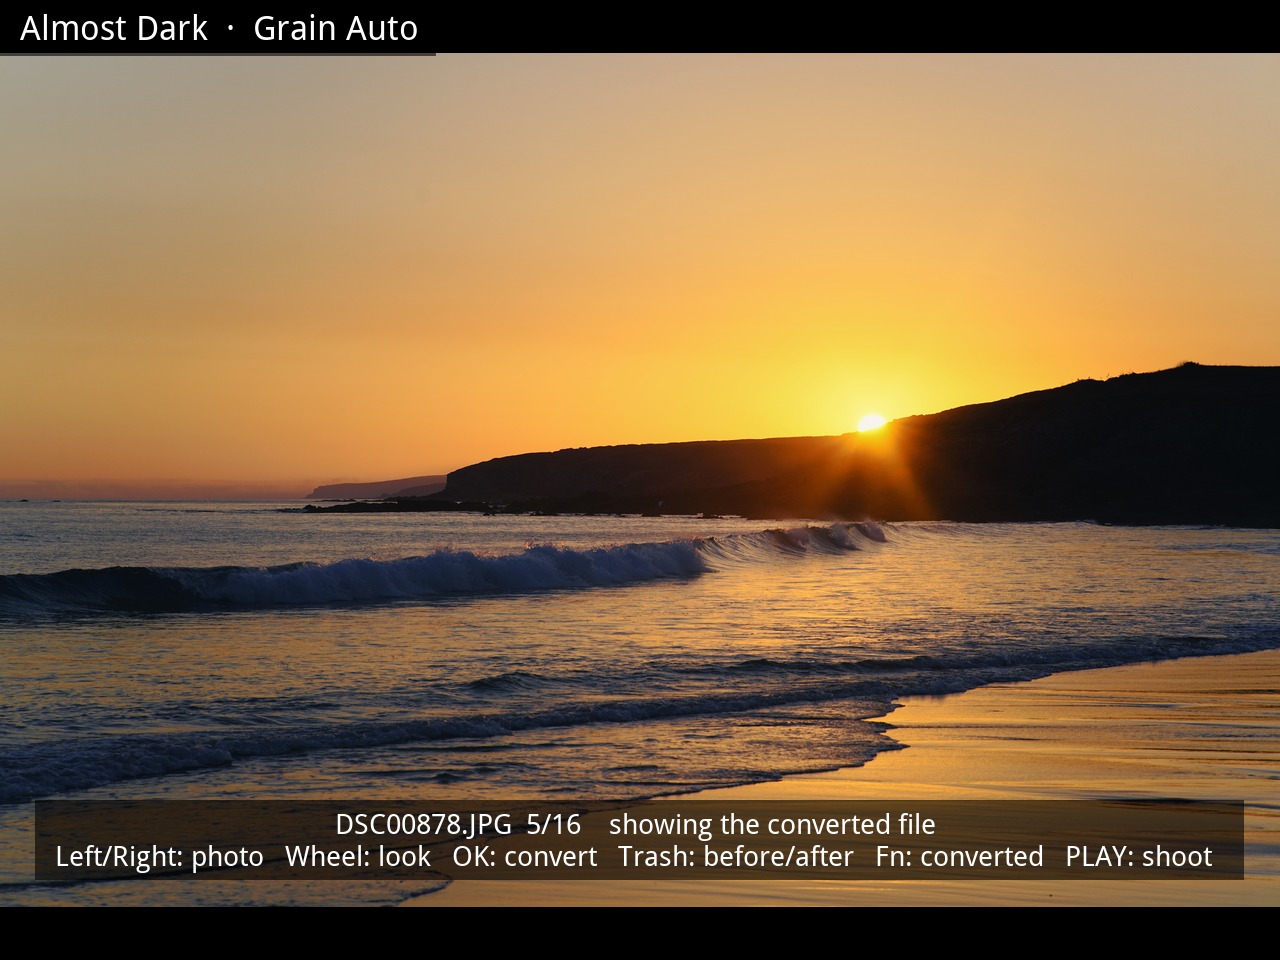 Almost Dark · Grain Auto
DSC00878.JPG 5/16 showing the converted file
Left/Right: photo Wheel: look OK: convert Trash: before/after Fn: converted PLAY: shoot